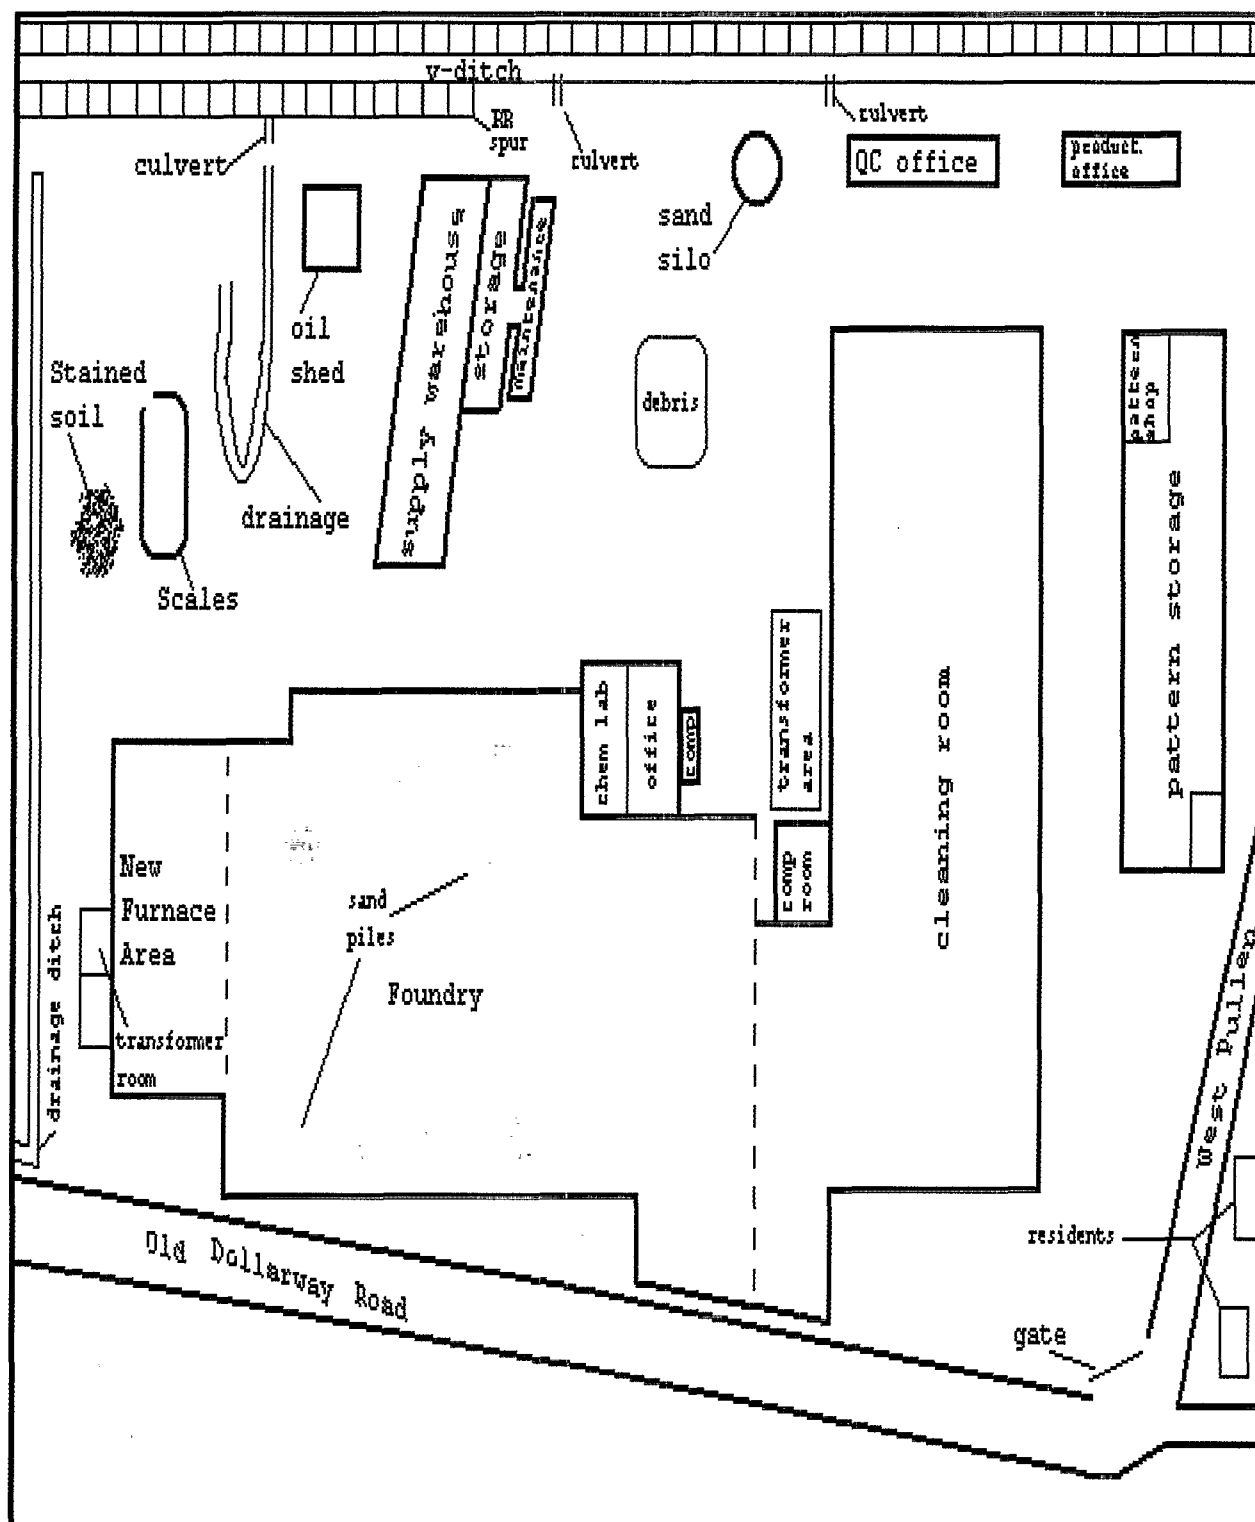 v-ditch
RR
spur
culvert
culvert
culvert
QC office
product.
office
sand
silo
oil
shed
supply warehouse
storage
maintenance
Stained
soil
debris
pattern
shop
drainage
Scales
pattern storage
transformer
area
chem lab
office
comp
cleaning room
comp
room
New
Furnace
Area
sand
piles
Foundry
drainage ditch
transformer
room
West Pullen
residents
Old Dollarway Road
gate